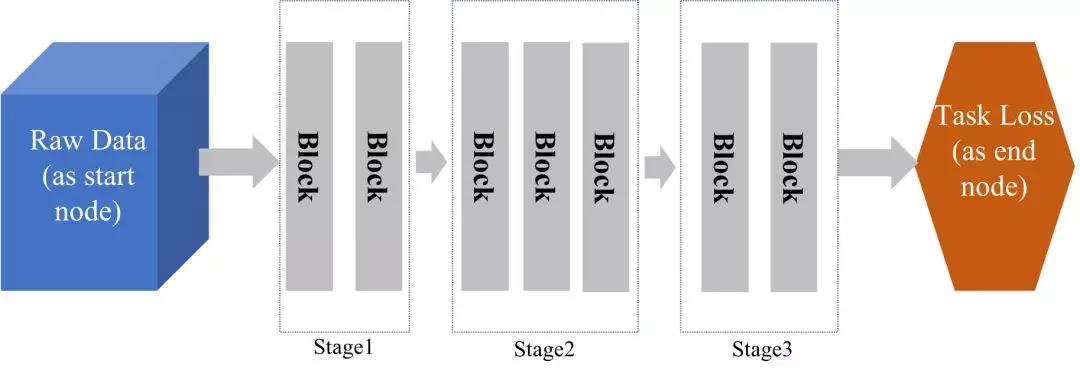 Raw Data
(as start
node)
Block
Block
Stage1
Block
Block
Block
Stage2
Block
Block
Stage3
Task Loss
(as end
node)